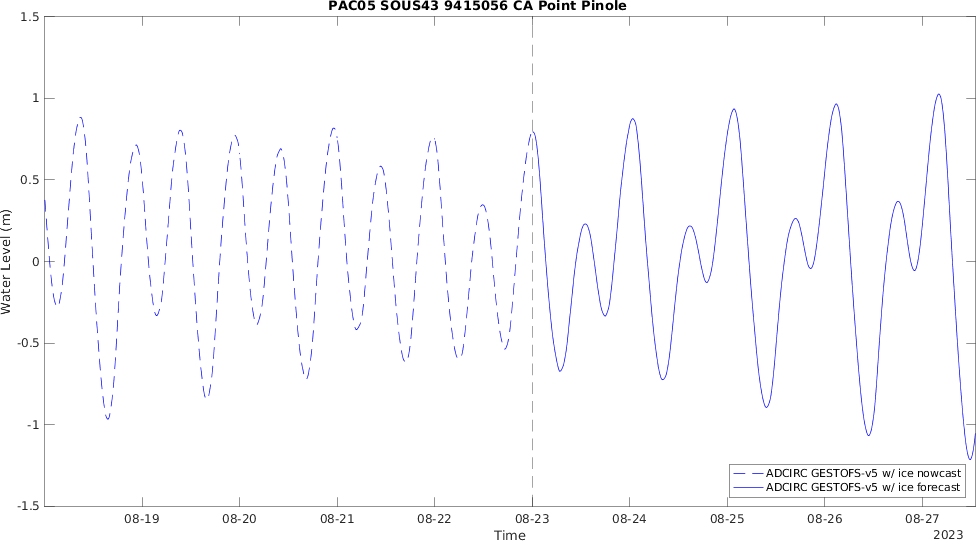 PAC05 SOUS43 9415056 CA Point Pinole
1.5
1
0.5
0
-0.5
-1
-1.5
Water Level (m)
ADCIRC GESTOFS-v5 w/ ice nowcast
ADCIRC GESTOFS-v5 w/ ice forecast
08-19 08-20 08-21 08-22 08-23 08-24 08-25 08-26 08-27
Time
2023